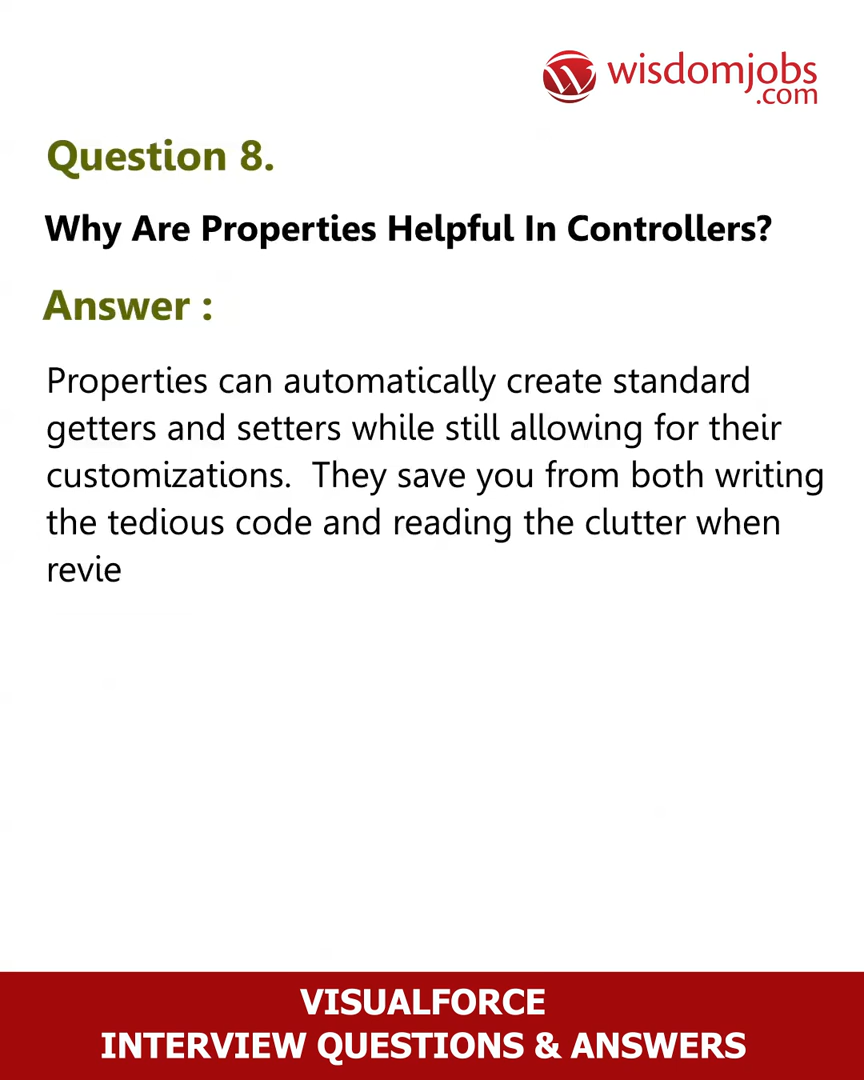 wisdomjobs
.com
Question 8.
Why Are Properties Helpful In Controllers?
Answer :
Properties can automatically create standard
getters and setters while still allowing for their
customizations.  They save you from both writing
the tedious code and reading the clutter when
revie
VISUALFORCE
INTERVIEW QUESTIONS & ANSWERS